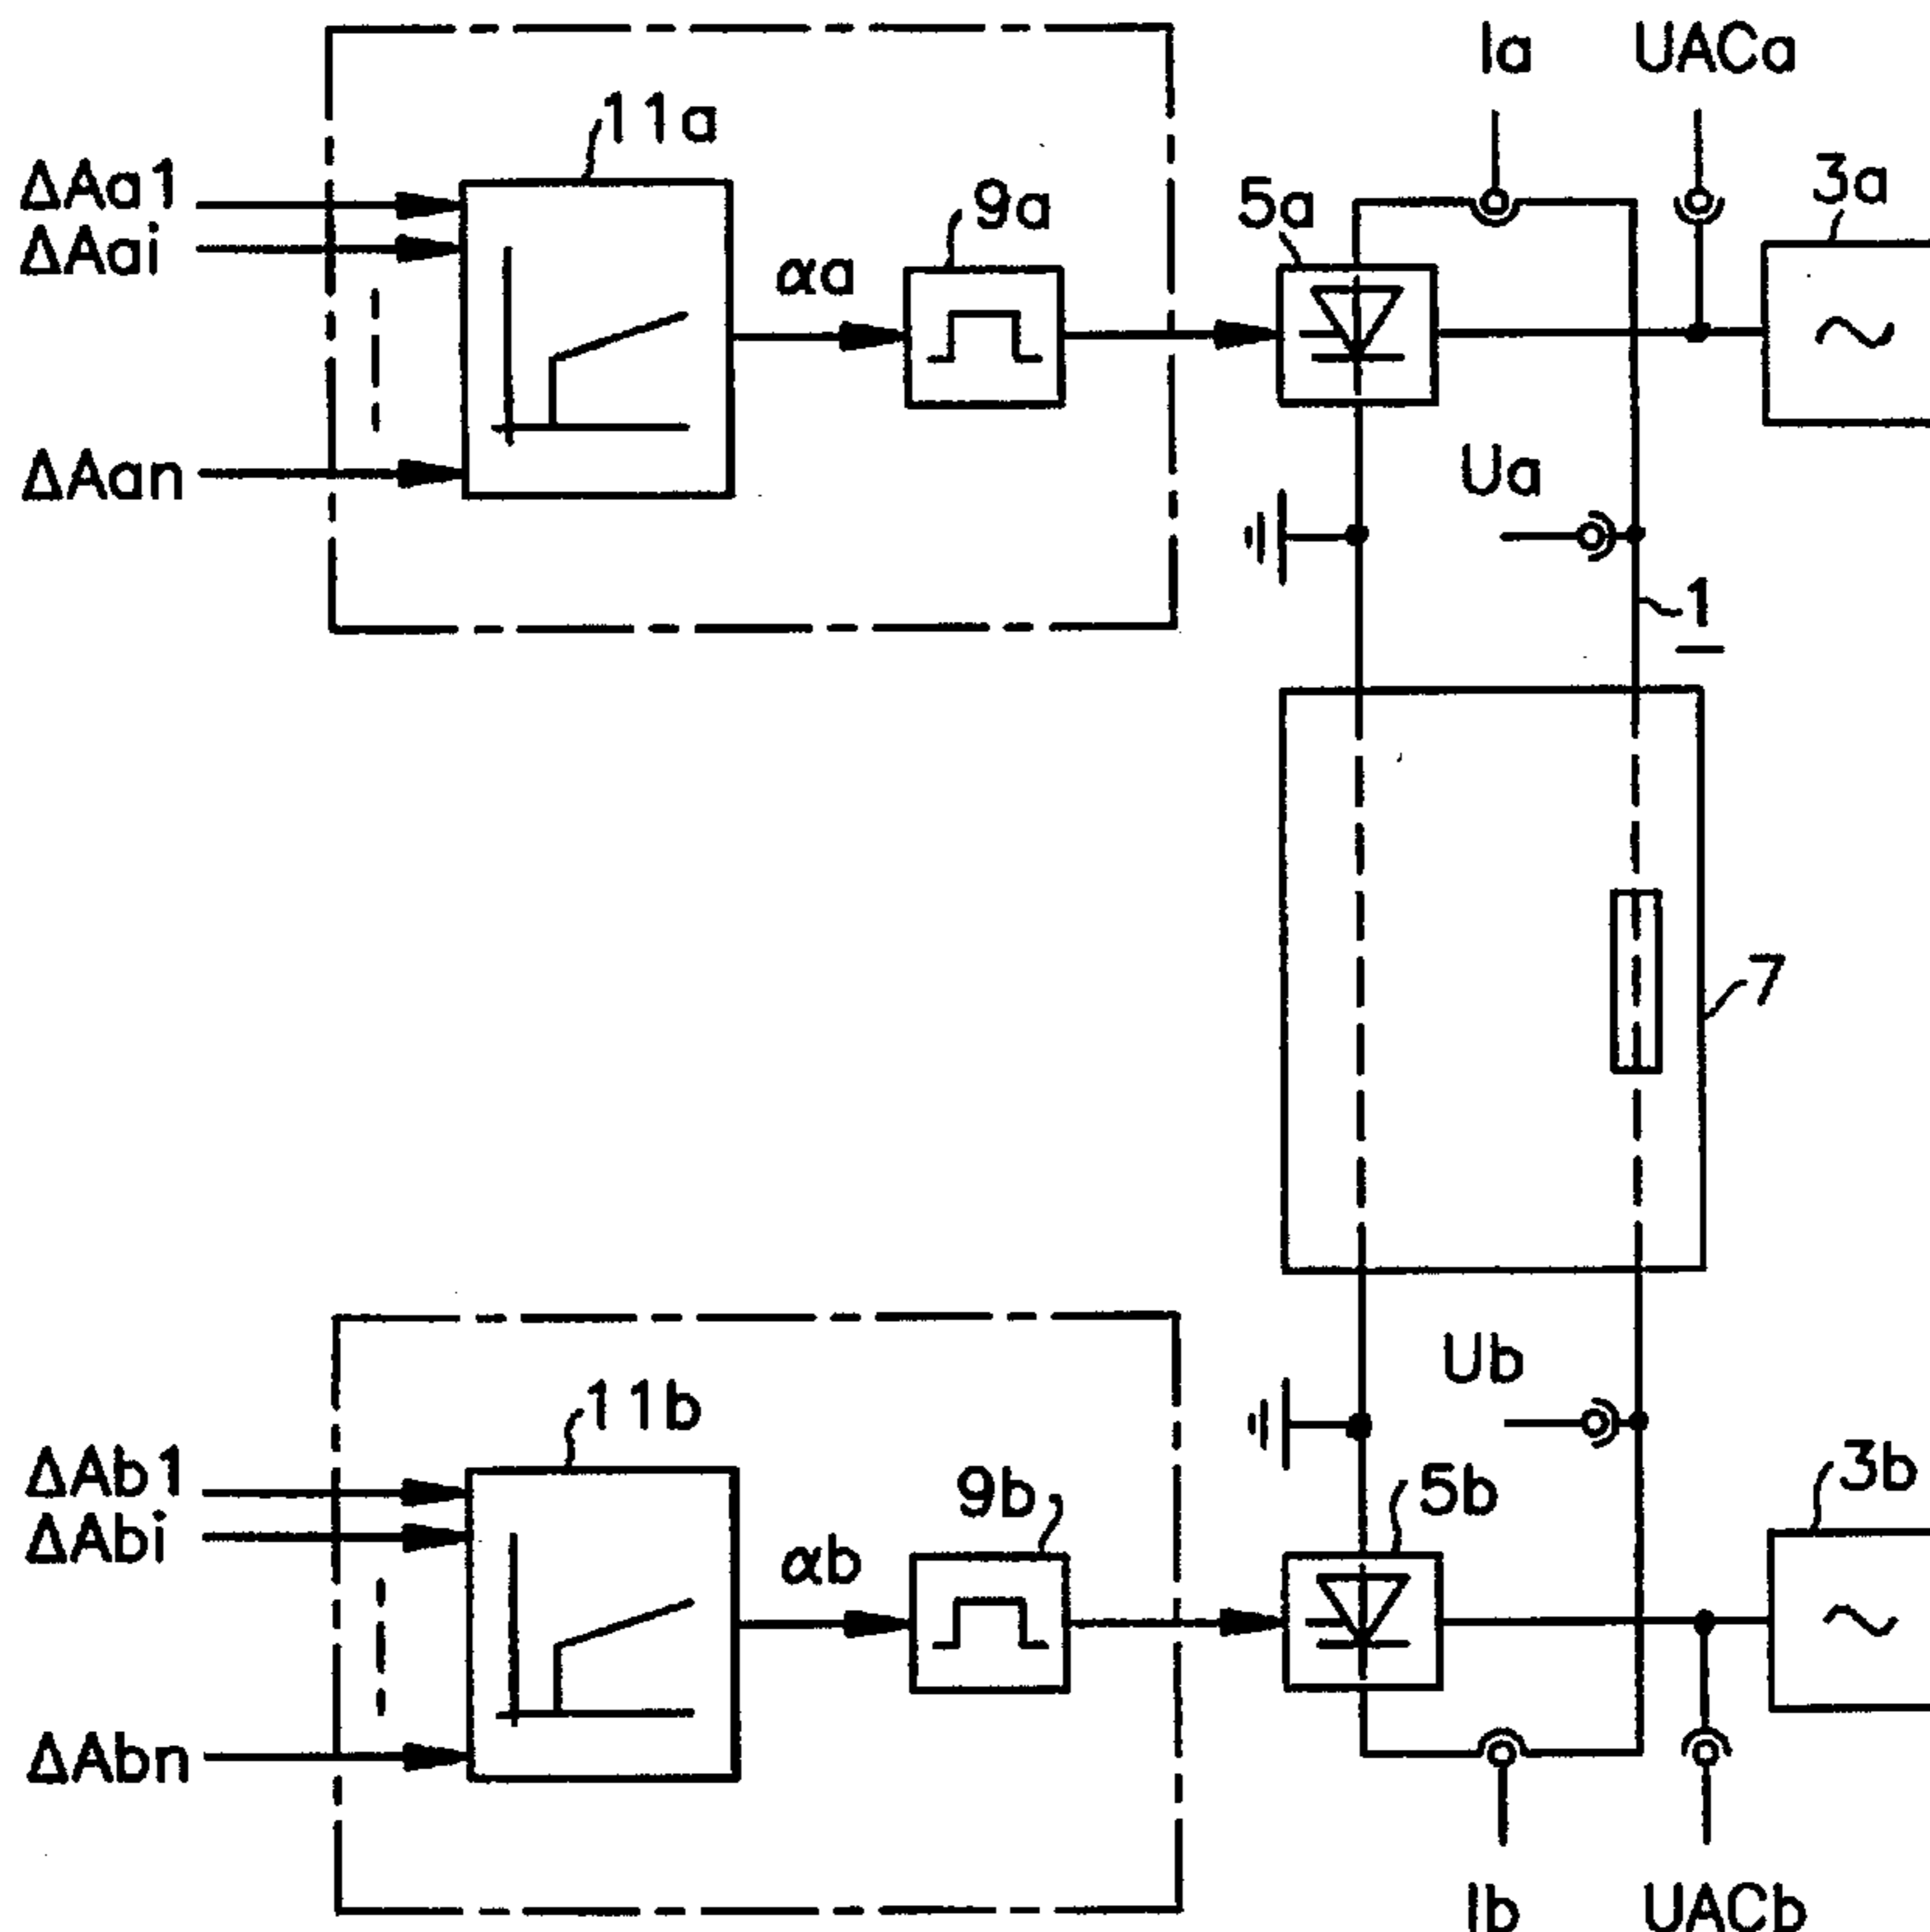 Ia UACa
11a
3a
ΔAa1
9a
5a
ΔAai
αa
Ua
ΔAan
1
7
Ub
11b
3b
ΔAb1
9b
5b
ΔAbi
αb
ΔAbn
Ib UACb